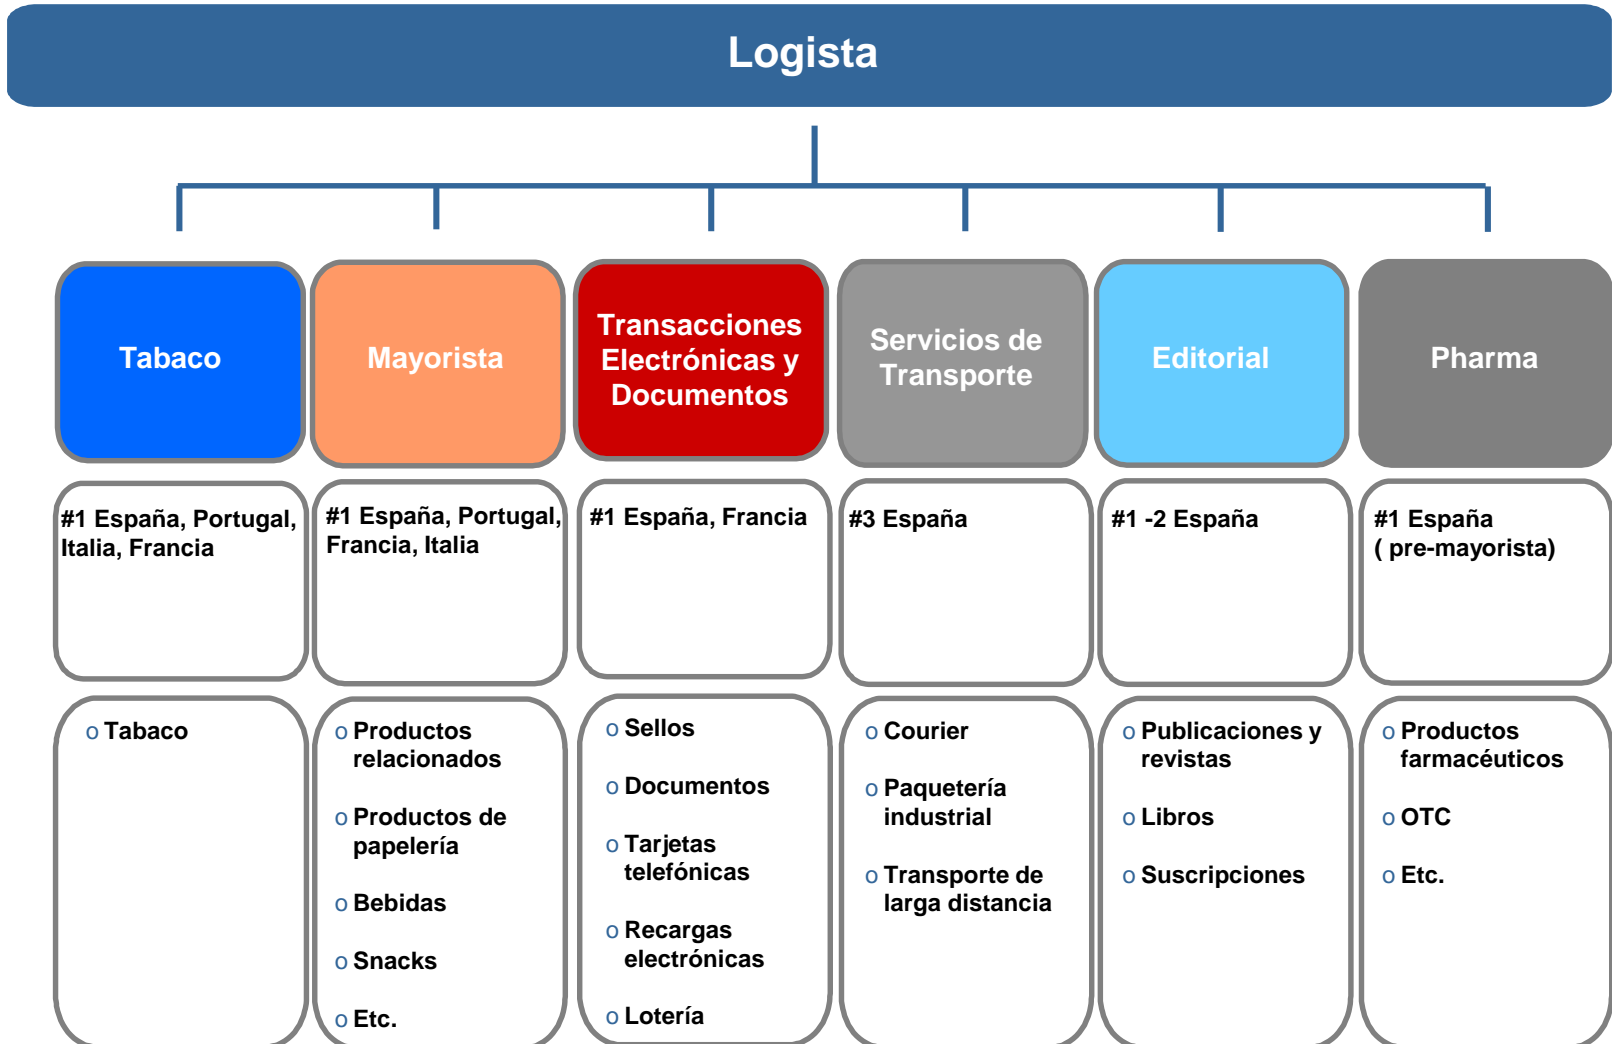 Logista
Tabaco
Mayorista
Transacciones
Electrónicas y
Documentos
Servicios de
Transporte
Editorial
Pharma
#1 España, Portugal,
Italia, Francia
#1 España, Portugal,
Francia, Italia
#1 España, Francia
#3 España
#1 -2 España
#1 España
( pre-mayorista)
o Tabaco
o Productos
relacionados
o Productos de
papelería
o Bebidas
o Snacks
o Etc.
o Sellos
o Documentos
o Tarjetas
telefónicas
o Recargas
electrónicas
o Lotería
o Courier
o Paquetería
industrial
o Transporte de
larga distancia
o Publicaciones y
revistas
o Libros
o Suscripciones
o Productos
farmacéuticos
o OTC
o Etc.